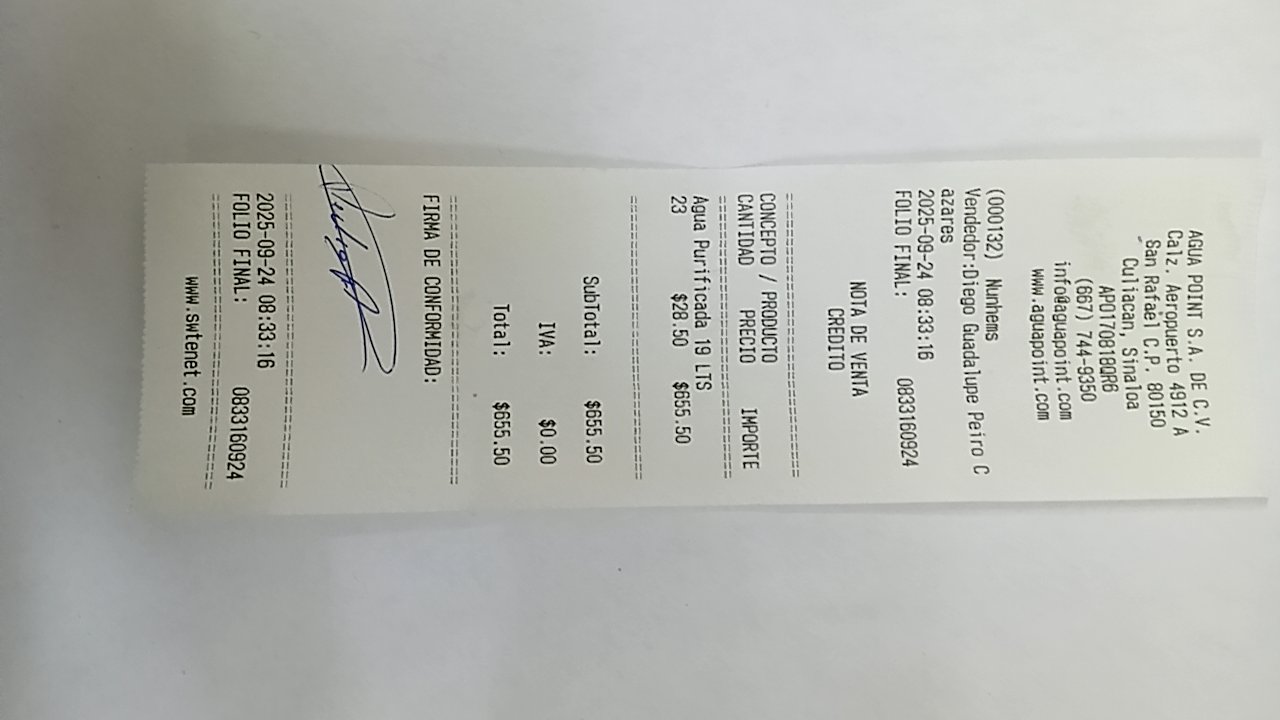 AGUA POINT S.A. DE C.V.
Calz. Aeropuerto 4912 A
San Rafael C.P. 80150
Culiacan, Sinaloa
APO170818QR6
(667) 744-9350
info@aguapoint.com
www.aguapoint.com
(000132) Nunhems
Vendedor:Diego Guadalupe Peiro C
azares
2025-09-24 08:33:16
FOLIO FINAL: 0833160924
NOTA DE VENTA
CREDITO
CONCEPTO / PRODUCTO
CANTIDAD PRECIO IMPORTE
Agua Purificada 19 LTS
23 $28.50 $655.50
SubTotal: $655.50
IVA: $0.00
Total: $655.50
FIRMA DE CONFORMIDAD:
2025-09-24 08:33:16
FOLIO FINAL: 0833160924
www.swtenet.com